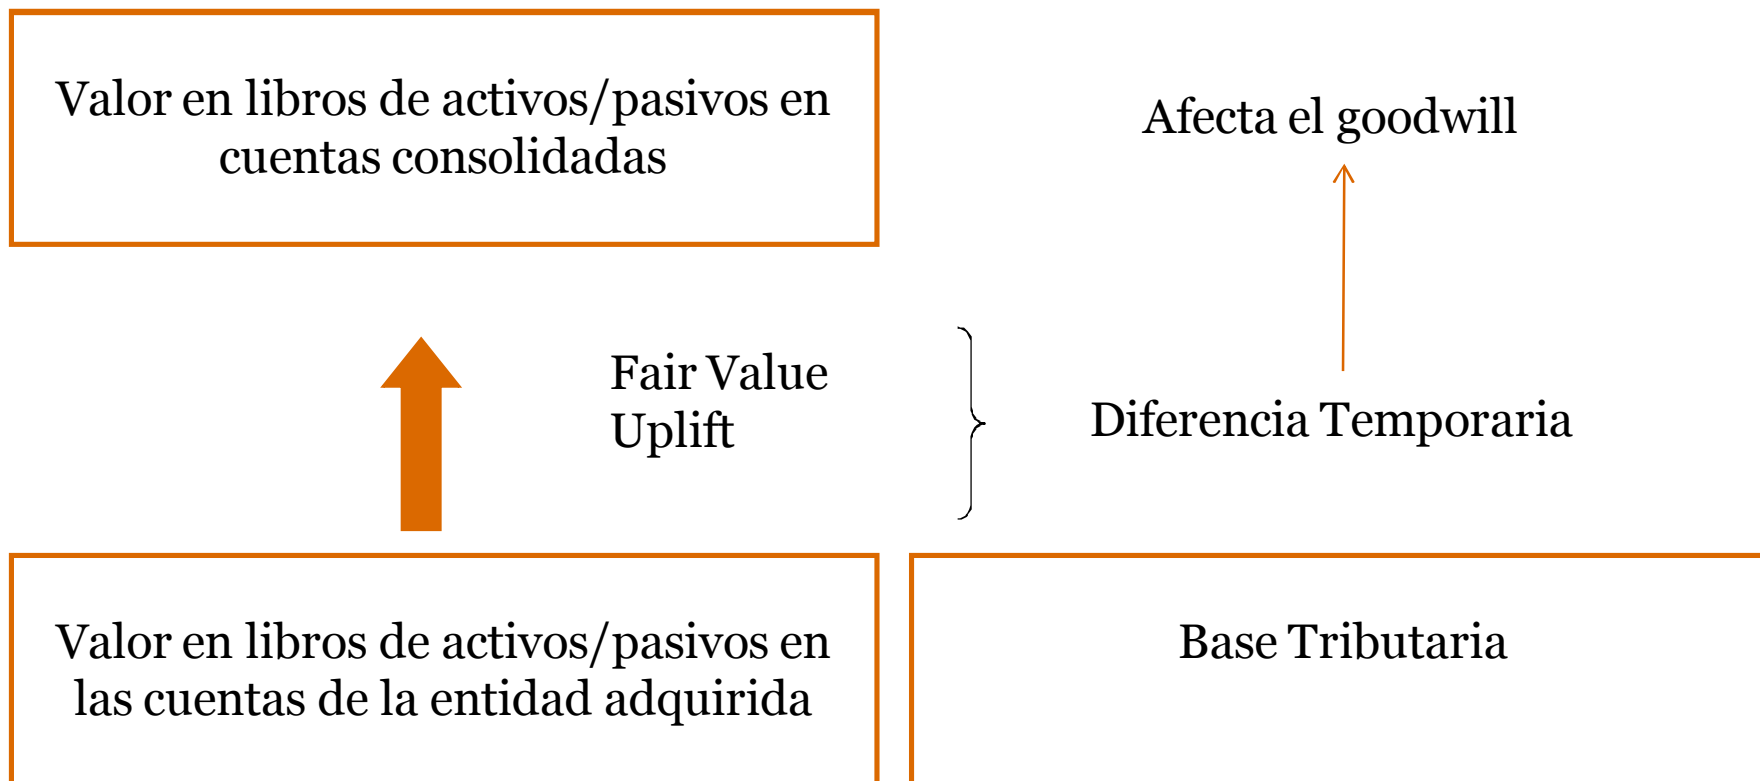 Valor en libros de activos/pasivos en
cuentas consolidadas
Afecta el goodwill
Fair Value
Uplift
Diferencia Temporaria
Valor en libros de activos/pasivos en
las cuentas de la entidad adquirida
Base Tributaria